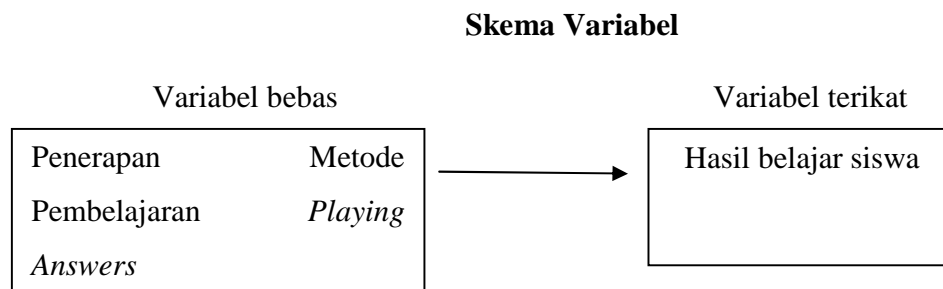 Skema Variabel
Variabel bebas
Variabel terikat
Penerapan Metode
Pembelajaran Playing
Answers
Hasil belajar siswa